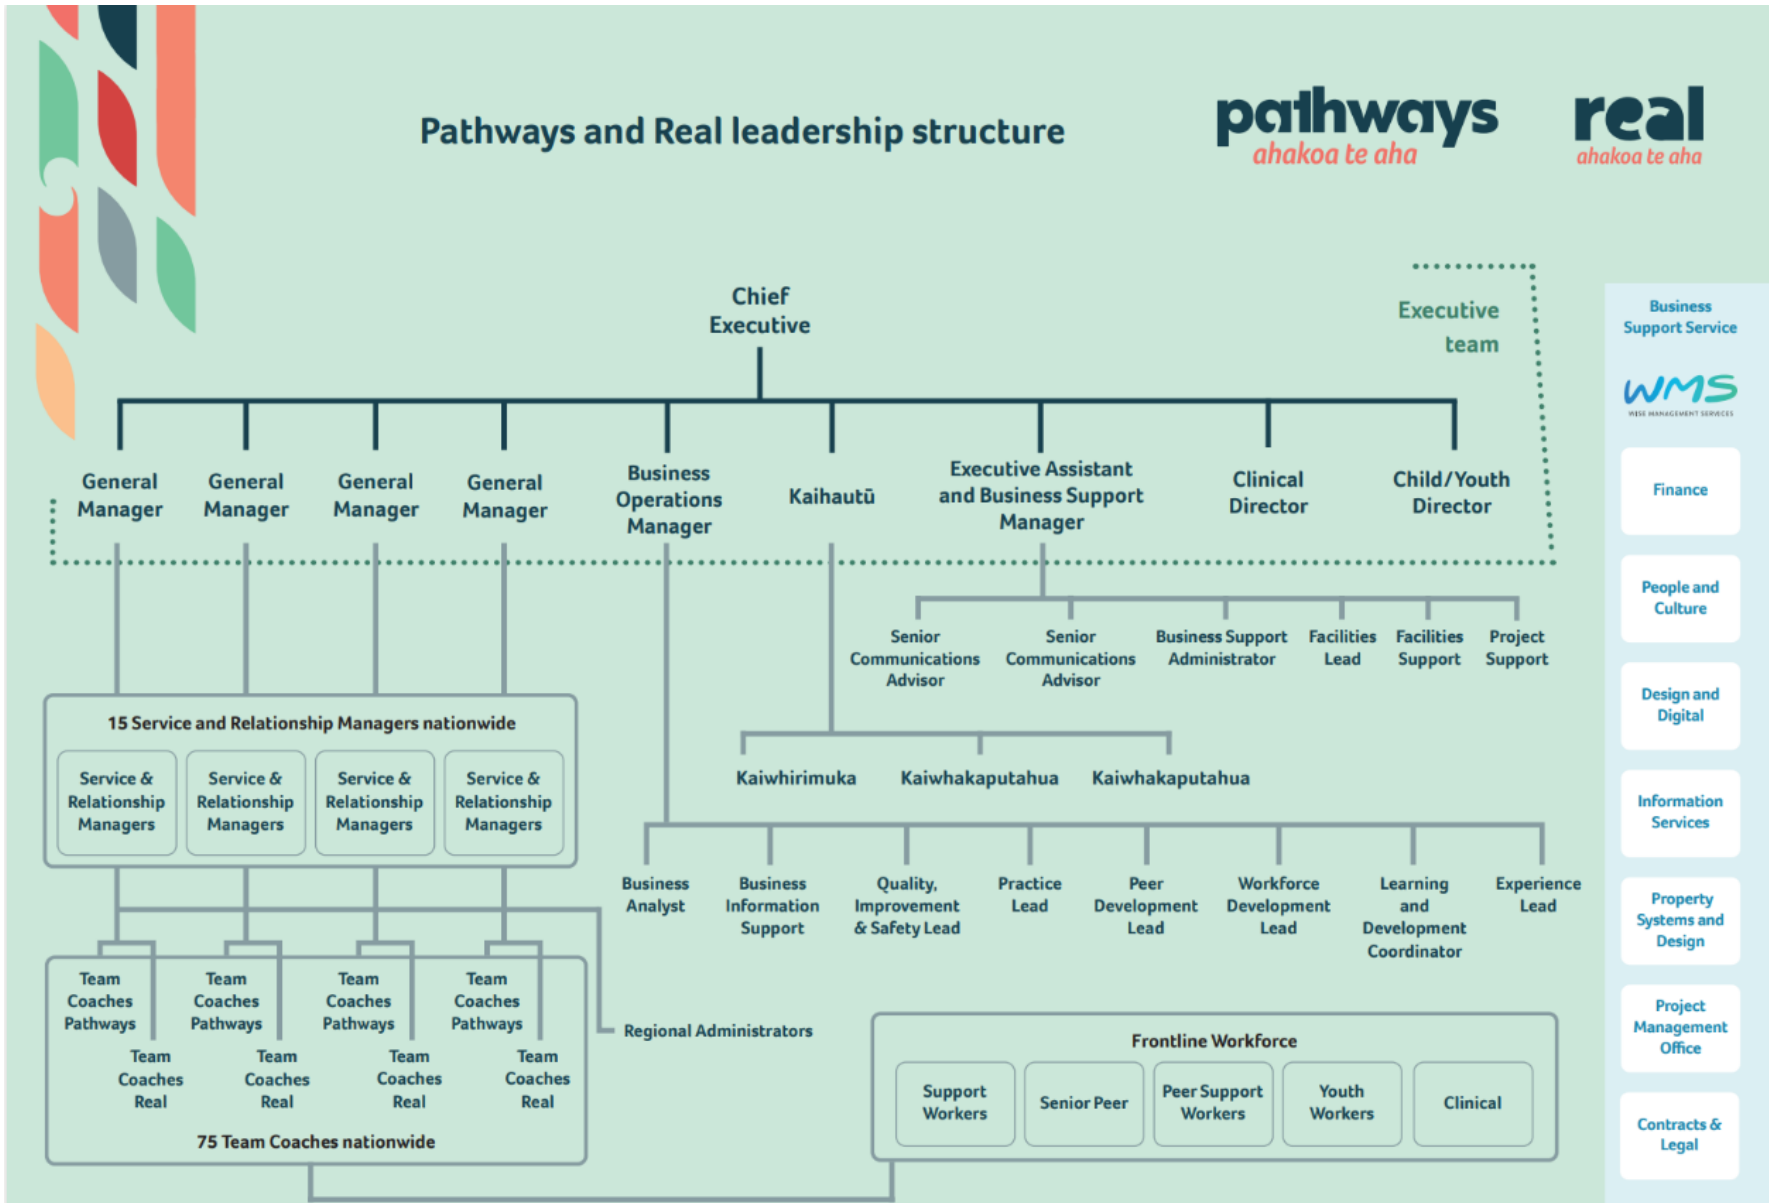 Pathways and Real leadership structure
pathways
ahakoa te aha
real
ahakoa te aha
Chief
Executive
Executive
team
General
Manager
General
Manager
General
Manager
General
Manager
Business
Operations
Manager
Kaihautū
Executive Assistant
and Business Support
Manager
Clinical
Director
Child/Youth
Director
Senior
Communications
Advisor
Senior
Communications
Advisor
Business Support
Administrator
Facilities
Lead
Facilities
Support
Project
Support
Kaiwhirimuka
Kaiwhakaputahua
Kaiwhakaputahua
15 Service and Relationship Managers nationwide
Service &
Relationship
Managers
Service &
Relationship
Managers
Service &
Relationship
Managers
Service &
Relationship
Managers
Business
Analyst
Business
Information
Support
Quality,
Improvement
& Safety Lead
Practice
Lead
Peer
Development
Lead
Workforce
Development
Lead
Learning
and
Development
Coordinator
Experience
Lead
Team
Coaches
Pathways
Team
Coaches
Pathways
Team
Coaches
Pathways
Team
Coaches
Pathways
Team
Coaches
Real
Team
Coaches
Real
Team
Coaches
Real
Team
Coaches
Real
75 Team Coaches nationwide
Regional Administrators
Frontline Workforce
Support
Workers
Senior Peer
Peer Support
Workers
Youth
Workers
Clinical
Business
Support Service
WMS
WISE MANAGEMENT SERVICES
Finance
People and
Culture
Design and
Digital
Information
Services
Property
Systems and
Design
Project
Management
Office
Contracts &
Legal